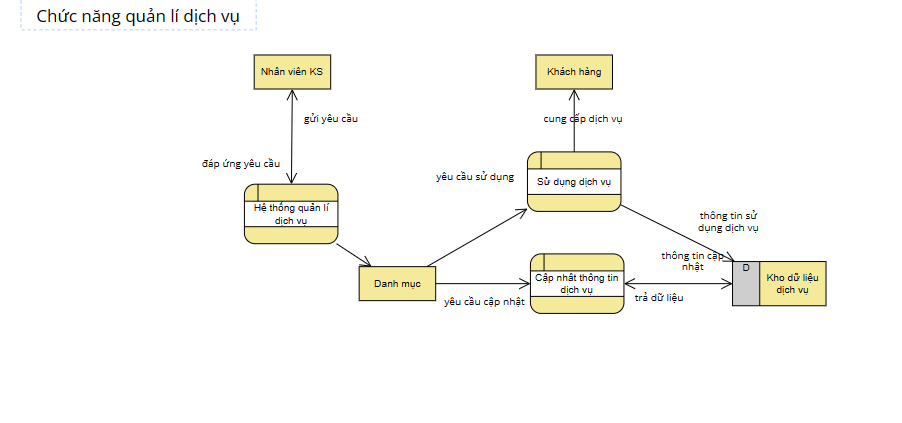 Chức năng quản lí dịch vụ
Nhân viên KS
Khách hàng
gửi yêu cầu
cung cấp dịch vụ
đáp ứng yêu cầu
yêu cầu sử dụng
Sử dụng dịch vụ
Hệ thống quản lí
dịch vụ
thông tin sử
dụng dịch vụ
thông tin cập
nhật
D
Danh mục
Cập nhật thông tin
dịch vụ
Kho dữ liệu
dịch vụ
yêu cầu cập nhật
trả dữ liệu